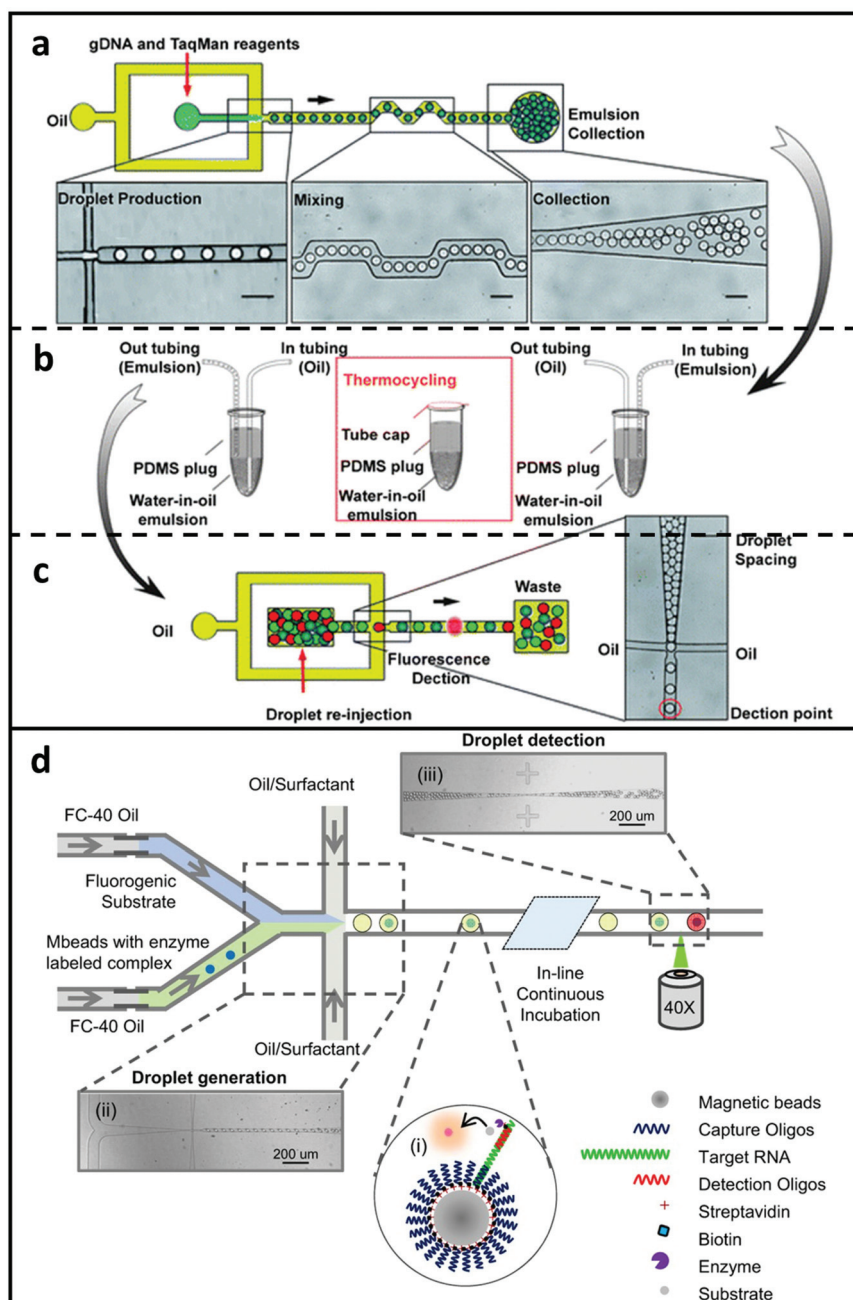 a
gDNA and TaqMan reagents
Oil
Emulsion
Collection
Droplet Production
Mixing
Collection
b
Out tubing
(Emulsion)
In tubing
(Oil)
PDMS plug
Water-in-oil
emulsion
Thermocycling
Tube cap
PDMS plug
Water-in-oil
emulsion
Out tubing
(Oil)
In tubing
(Emulsion)
PDMS plug
Water-in-oil
emulsion
c
Oil
Droplet re-injection
Fluorescence
Dection
Waste
Droplet
Spacing
Oil
Oil
Dection point
d
Droplet detection
(iii)
200 um
Oil/Surfactant
FC-40 Oil
Fluorogenic
Substrate
Mbeads with enzyme
labeled complex
FC-40 Oil
Oil/Surfactant
In-line
Continuous
Incubation
40X
Droplet generation
(ii)
200 um
(i)
Magnetic beads
Capture Oligos
Target RNA
Detection Oligos
Streptavidin
Biotin
Enzyme
Substrate